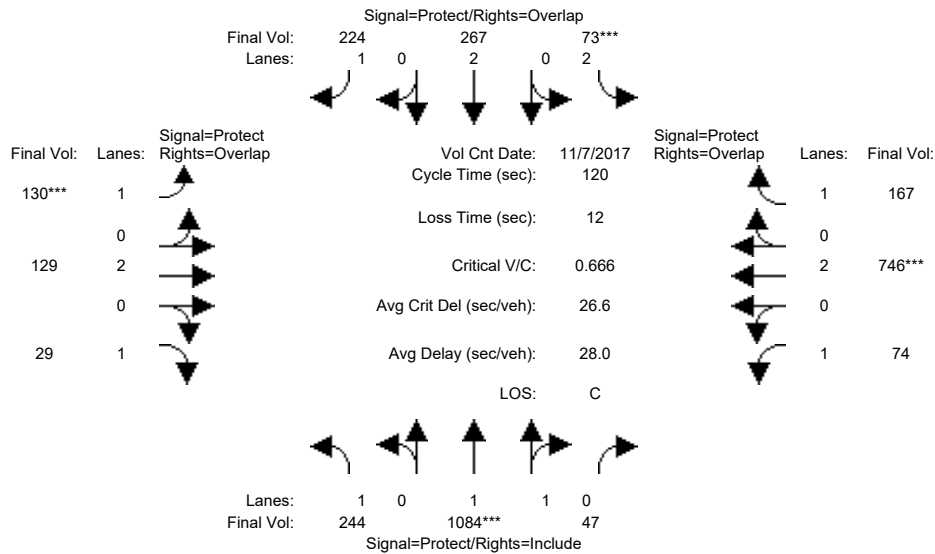 Signal=Protect/Rights=Overlap
Final Vol: 224 267 73***
Lanes: 1 0 2 0 2
Signal=Protect
Final Vol: Lanes: Rights=Overlap
Vol Cnt Date: 11/7/2017
Signal=Protect
Rights=Overlap Lanes: Final Vol:
Cycle Time (sec): 120
130*** 1
1 167
Loss Time (sec): 12
0
0
129 2
Critical V/C: 0.666
2 746***
0
Avg Crit Del (sec/veh): 26.6
0
29 1
Avg Delay (sec/veh): 28.0
1 74
LOS: C
Lanes: 1 0 1 1 0
Final Vol: 244 1084*** 47
Signal=Protect/Rights=Include